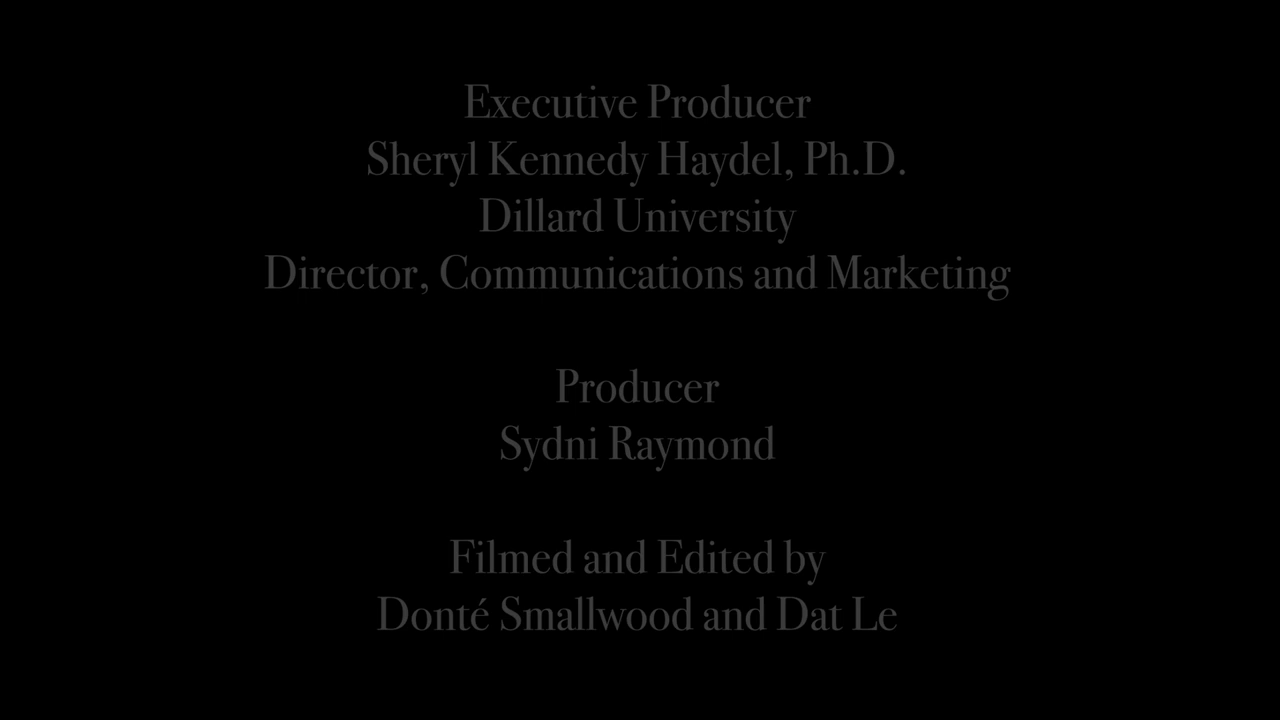 Executive Producer
Sheryl Kennedy Haydel, Ph.D.
Dillard University
Director, Communications and Marketing
Producer
Sydni Raymond
Filmed and Edited by
Donté Smallwood and Dat Le